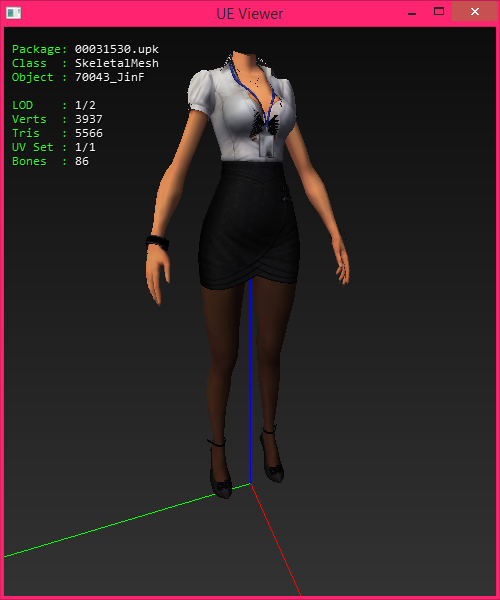 UE Viewer
Package: 00031530.upk
Class  : SkeletalMesh
Object : 70043_JinF
LOD    : 1/2
Verts  : 3937
Tris   : 5566
UV Set : 1/1
Bones  : 86